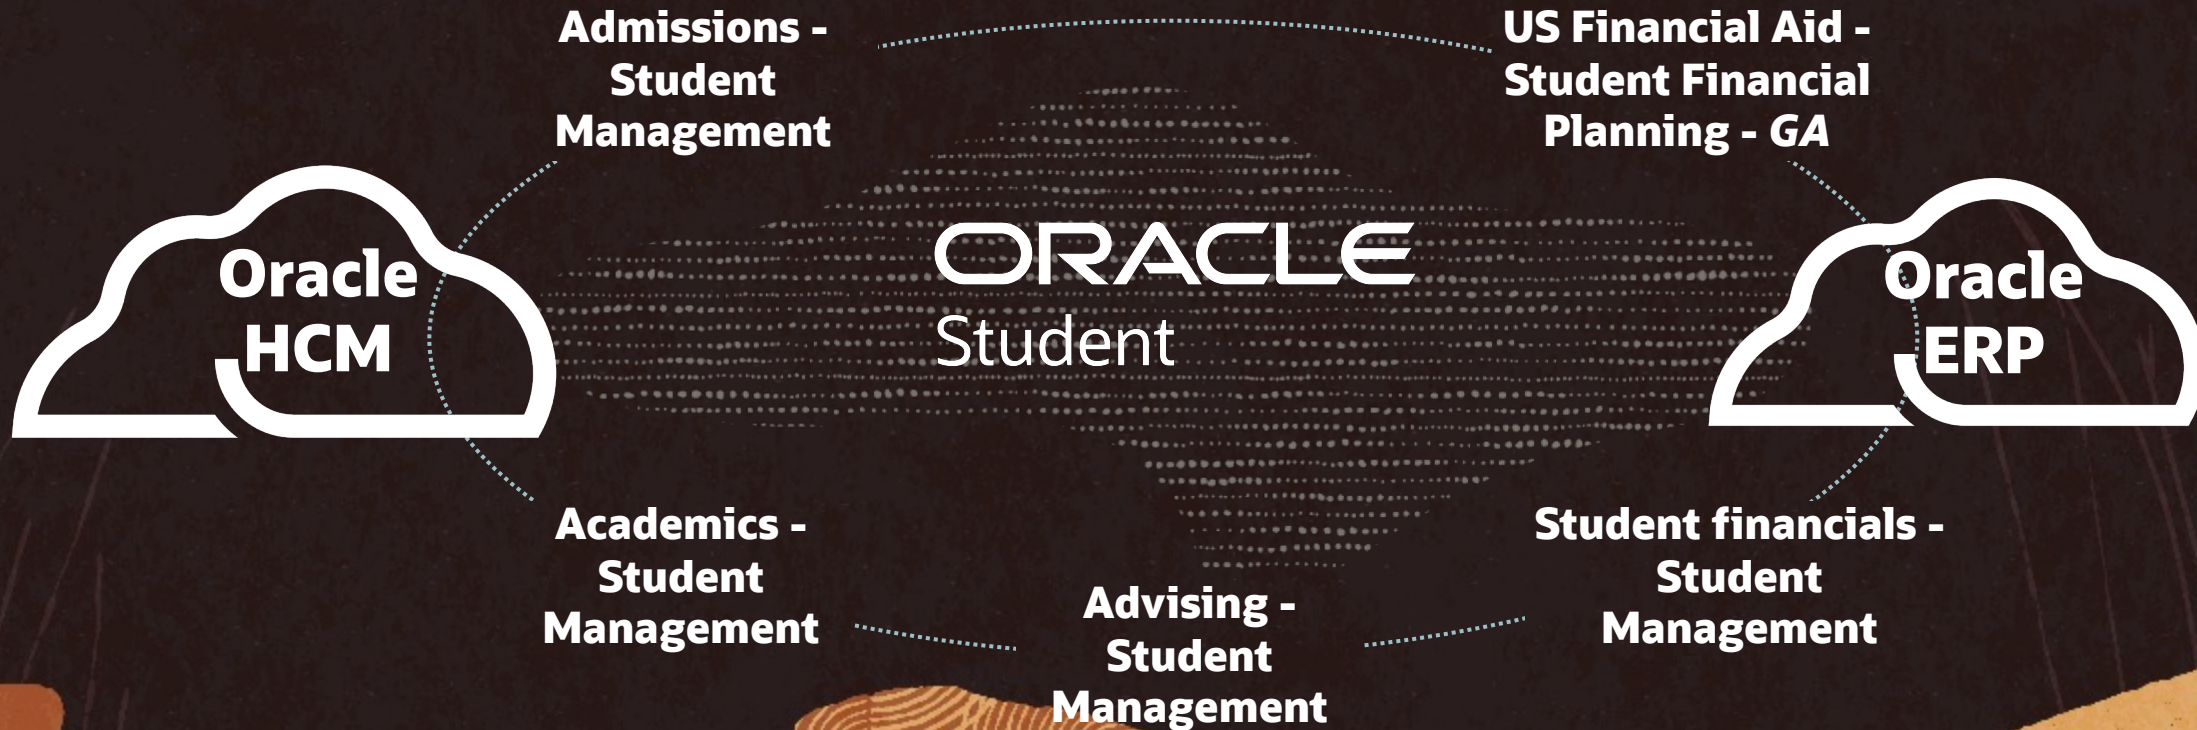 Admissions -
Student
Management
US Financial Aid -
Student Financial
Planning - GA
Oracle
HCM
ORACLE
Student
Oracle
ERP
Academics -
Student
Management
Advising -
Student
Management
Student financials -
Student
Management